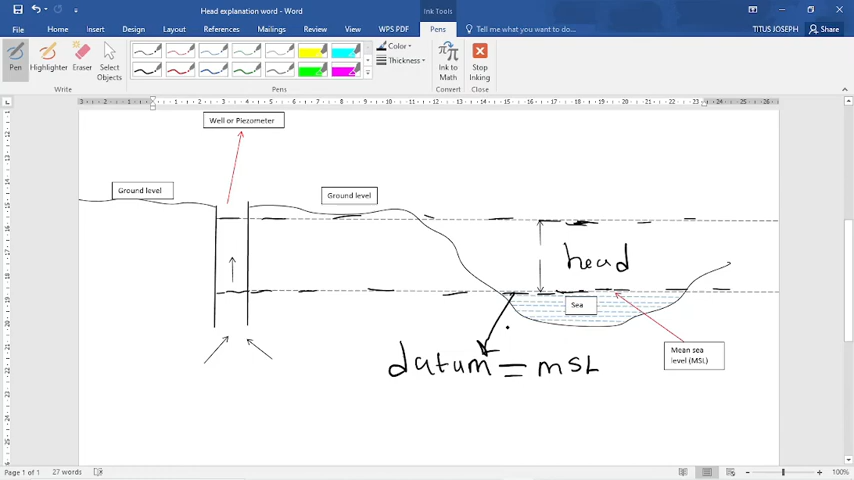 Head explanation word - Word
Ink Tools
TITUS JOSEPH
File
Home
Insert
Design
Layout
References
Mailings
Review
View
WPS PDF
Pens
Tell me what you want to do...
Share
Pen
Highlighter
Eraser
Select Objects
Color
Thickness
Ink to Math
Stop Inking
Write
Pens
Convert
Close
Well or Piezometer
Ground level
Ground level
head
Sea
datum = mSL
Mean sea
level (MSL)
Page 1 of 1
27 words
100%